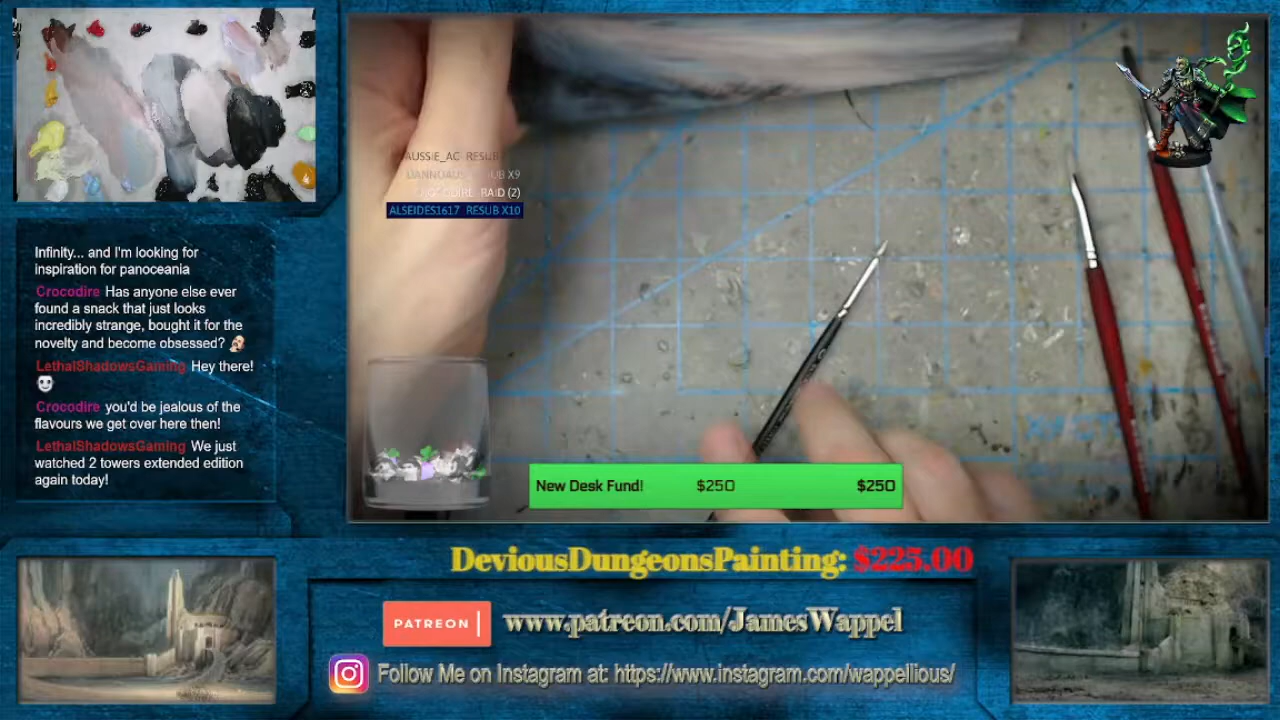 AUSSIE_AC RESUB
RAID (2)
ALSEIDES1617 RESUB X10
Infinity... and I'm looking for
inspiration for panoceania
Crocodire Has anyone else ever
found a snack that just looks
incredibly strange, bought it for the
novelty and become obsessed?
LethalShadowsGaming Hey there!
Crocodire you'd be jealous of the
flavours we get over here then!
LethalShadowsGaming We just
watched 2 towers extended edition
again today!
New Desk Fund! $250 $250
DeviousDungeonsPainting: $225.00
PATREON www.patreon.com/JamesWappel
Follow Me on Instagram at: https://www.instagram.com/wappellious/